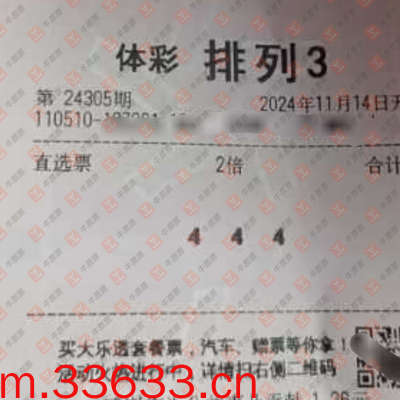 体彩 排列3
第 24305期 2024年11月14日开
110510-
直选票 2倍 合计
4 4 4
买大乐透套餐票，汽车、赠票等你拿！
详情扫右侧二维码
m.33633.cn